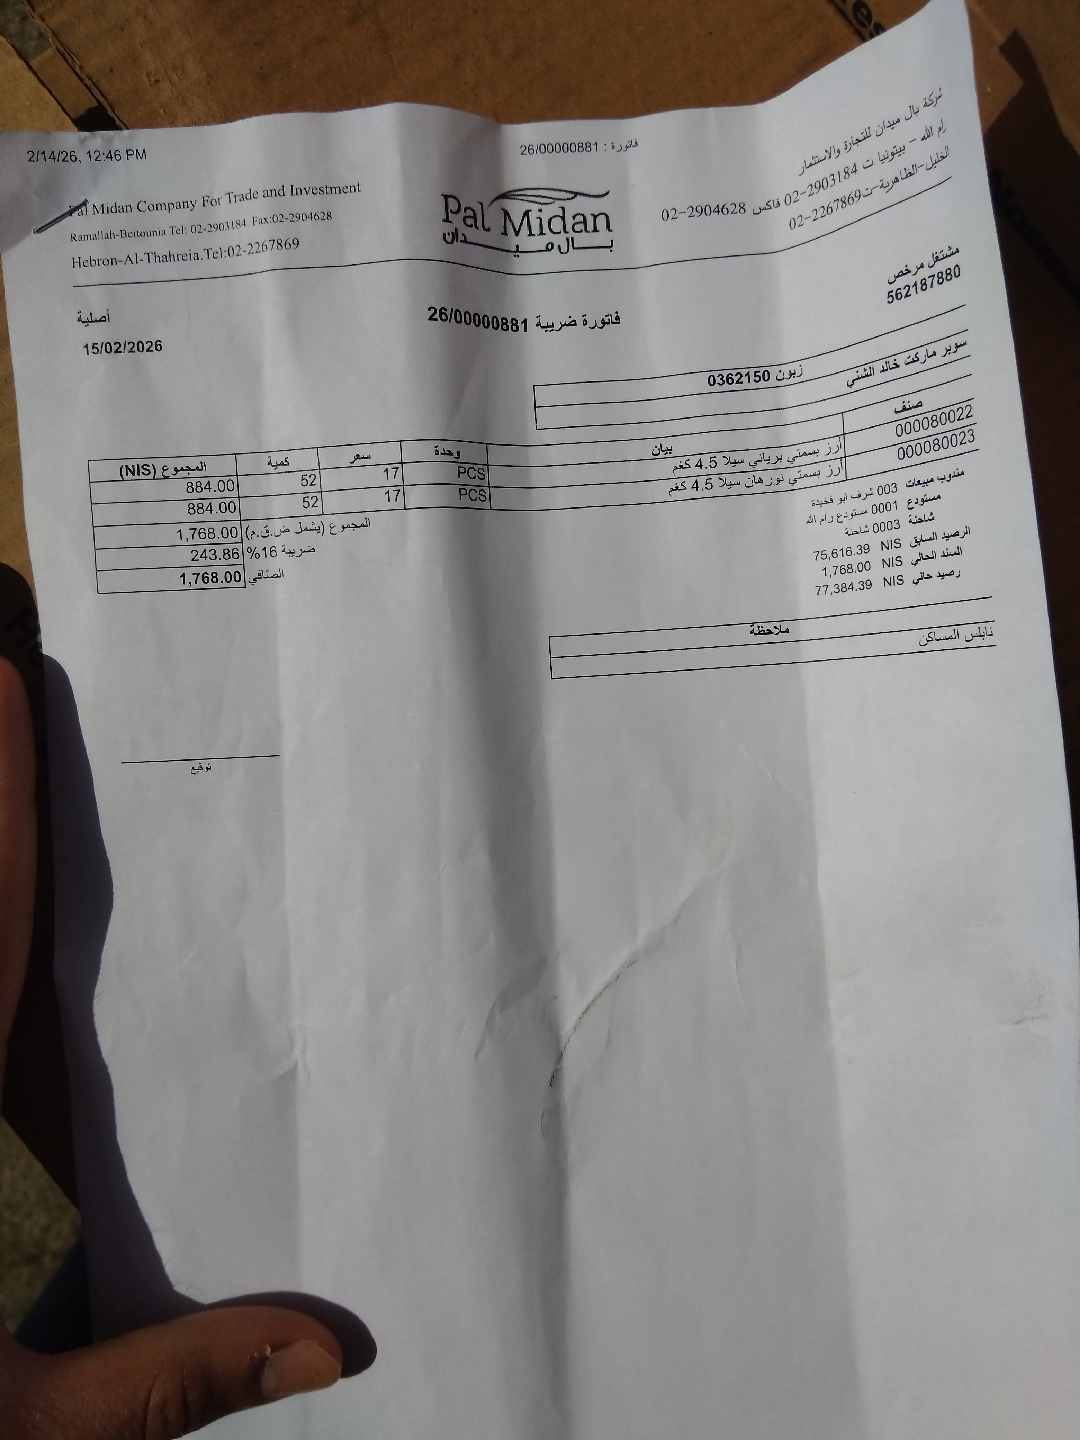 2/14/26, 12:46 PM
فاتورة : 26/00000881
Pal Midan Company For Trade and Investment
Ramallah-Beitounia Tel: 02-2903184. Fax:02-2904628
Hebron-Al-Thahreia.Tel:02-2267869
Pal Midan
بال ميدان
شركة بال ميدان للتجارة والاستثمار
رام الله - بيتونيا ت 2903184-02 فاكس 2904628-02
الخليل-الظاهرية-ت2267869-02
مشتغل مرخص
562187880
فاتورة ضريبة 26/00000881
أصلية
15/02/2026
زبون 0362150
سوبر ماركت خالد الشني
صنف بيان وحدة سعر كمية المجموع (NIS)
000080022 ارز بسمتي برياني سيلا 4.5 كغم PCS 17 52 884.00
000080023 ارز بسمتي نورهان سيلا 4.5 كغم PCS 17 52 884.00
المجموع (يشمل ض.ق.م) 1,768.00
ضريبة 16% 243.86
الصّافي 1,768.00
مندوب مبيعات 003 شرف ابو فخيدة
مستودع 0001 مستودع رام الله
شاحنة 0003 شاحنة
الرصيد السابق NIS 75,616.39
السند الحالي NIS 1,768.00
رصيد حالي NIS 77,384.39
ملاحظة
نابلس المساكن
توقيع